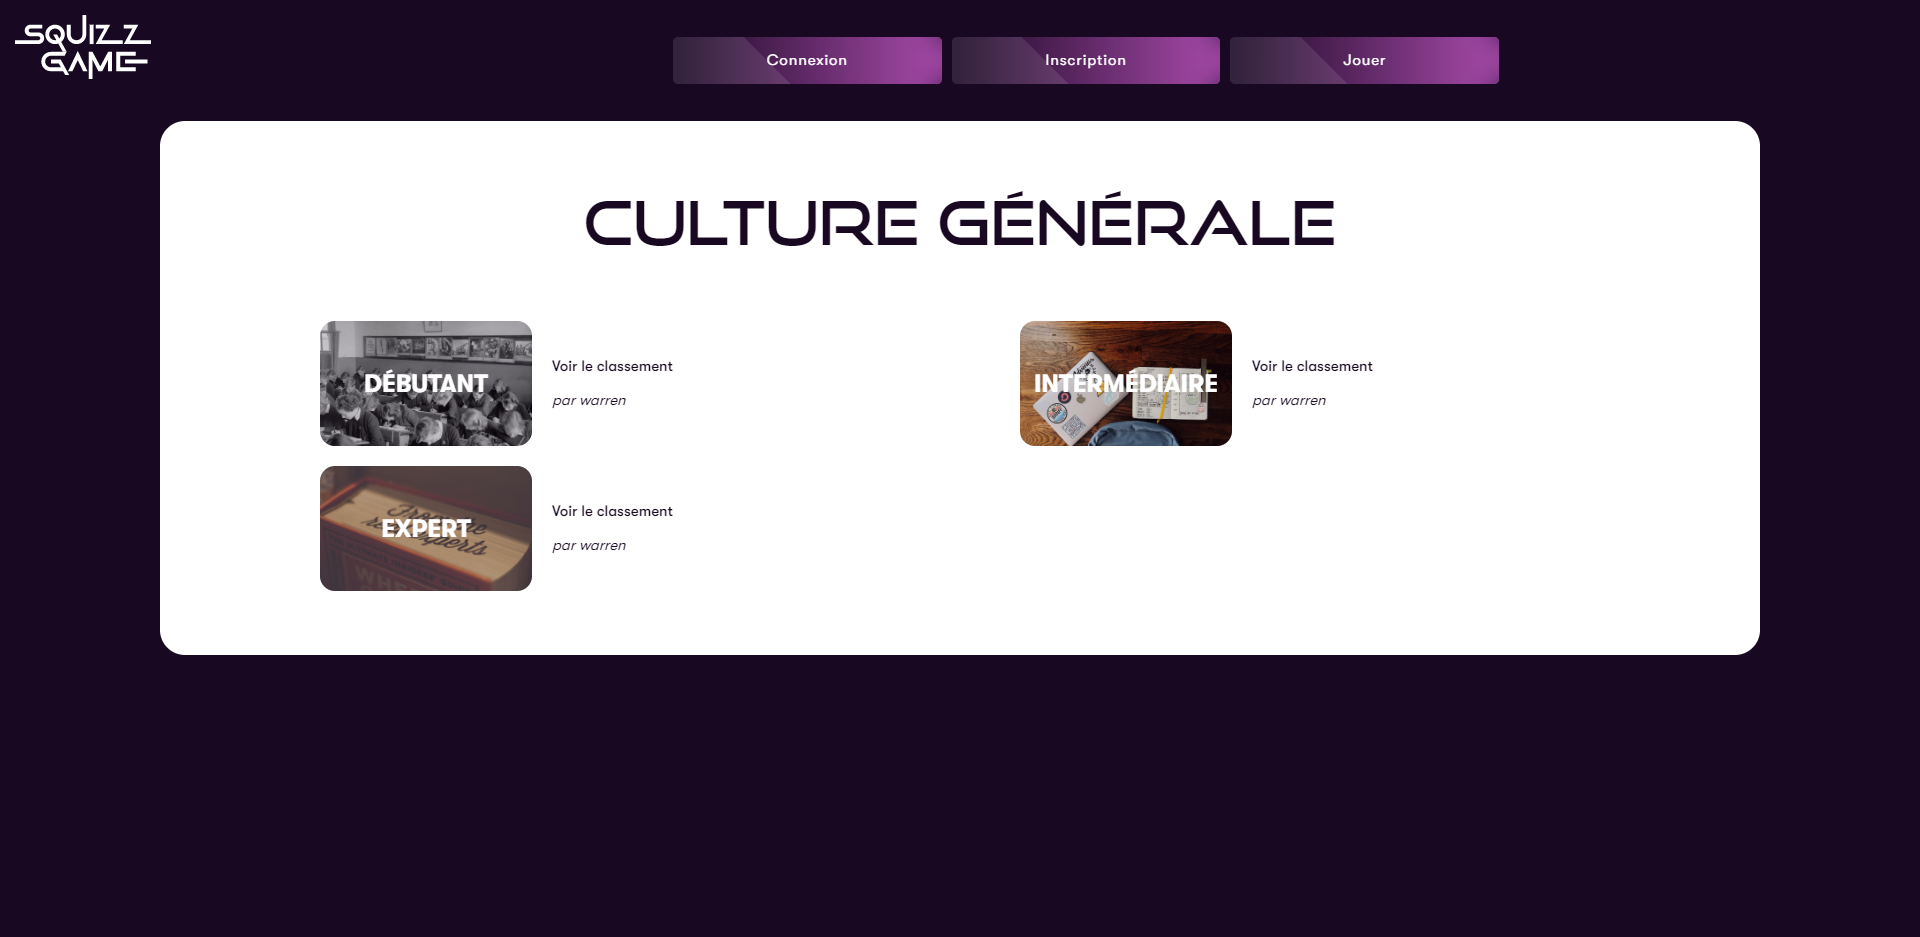 SQUIZZ
GAME
Connexion
Inscription
Jouer
CULTURE GÉNÉRALE
DÉBUTANT
Voir le classement
par warren
INTERMÉDIAIRE
Voir le classement
par warren
EXPERT
Voir le classement
par warren